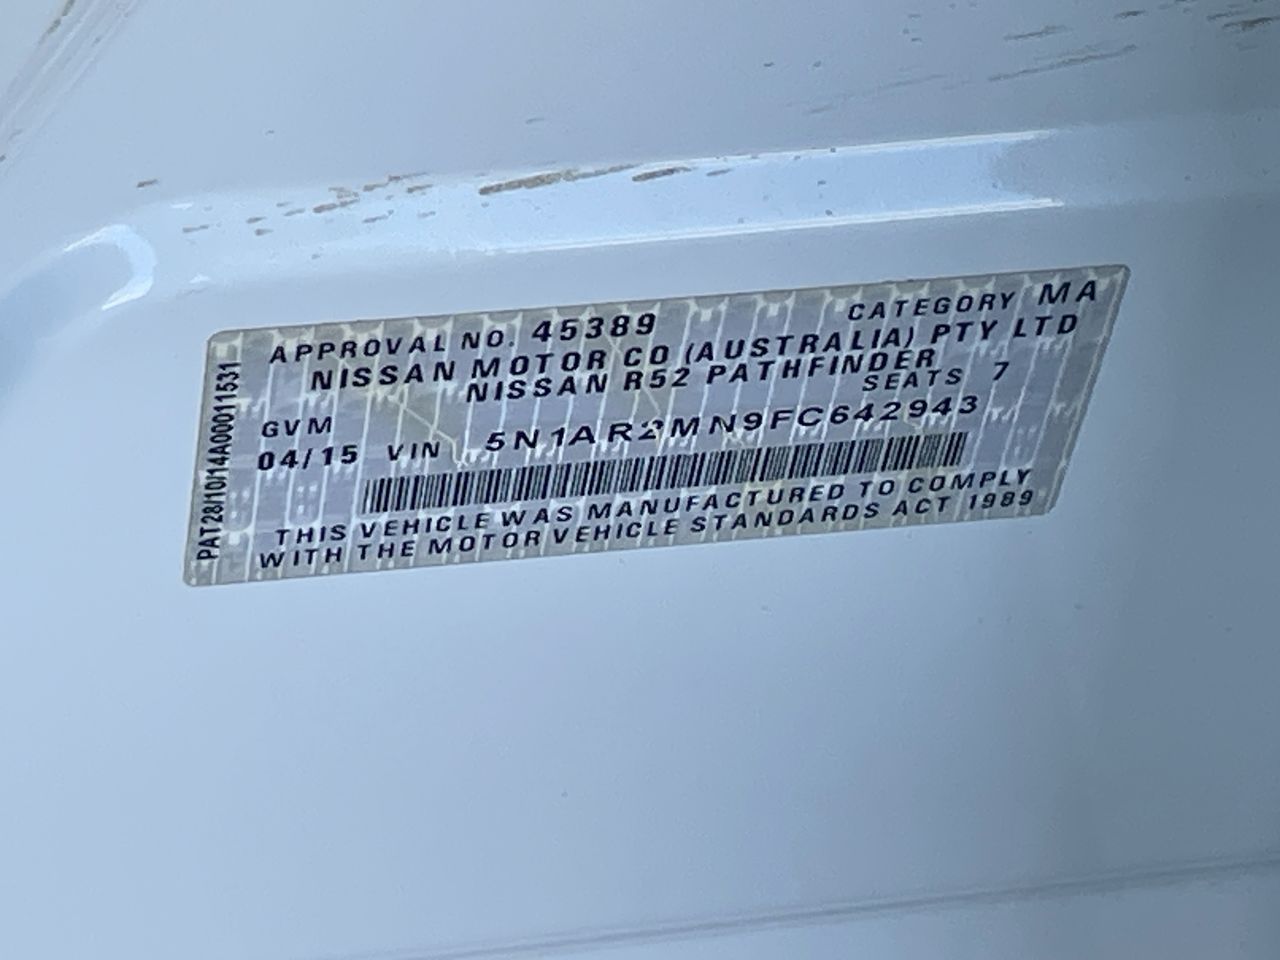 APPROVAL NO. 45389 CATEGORY MA
NISSAN MOTOR CO (AUSTRALIA) PTY LTD
NISSAN R52 PATHFINDER
SEATS 7
GVM
04/15 VIN 5N1AR2MN9FC642943
THIS VEHICLE WAS MANUFACTURED TO COMPLY
WITH THE MOTOR VEHICLE STANDARDS ACT 1989
PAT28/10/14A00011531